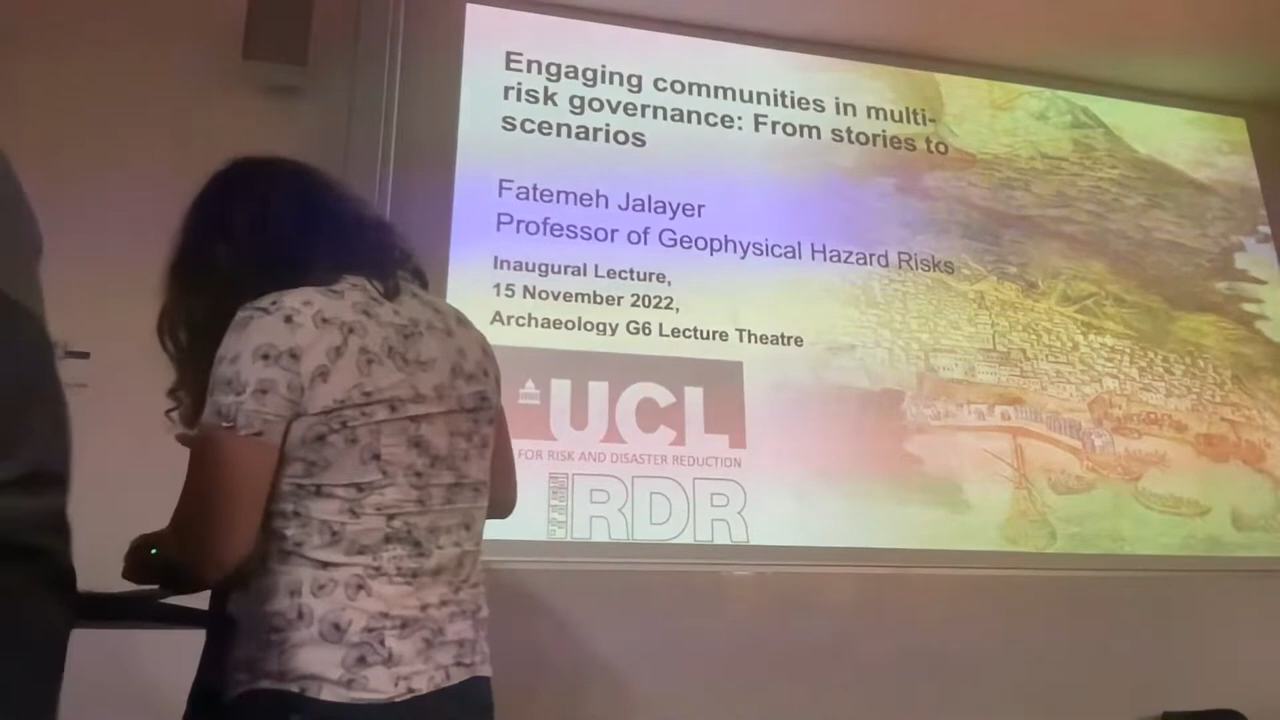 Engaging communities in multi-
risk governance: From stories to
scenarios
Fatemeh Jalayer
Professor of Geophysical Hazard Risks
Inaugural Lecture,
15 November 2022,
Archaeology G6 Lecture Theatre
UCL
FOR RISK AND DISASTER REDUCTION
IRDR